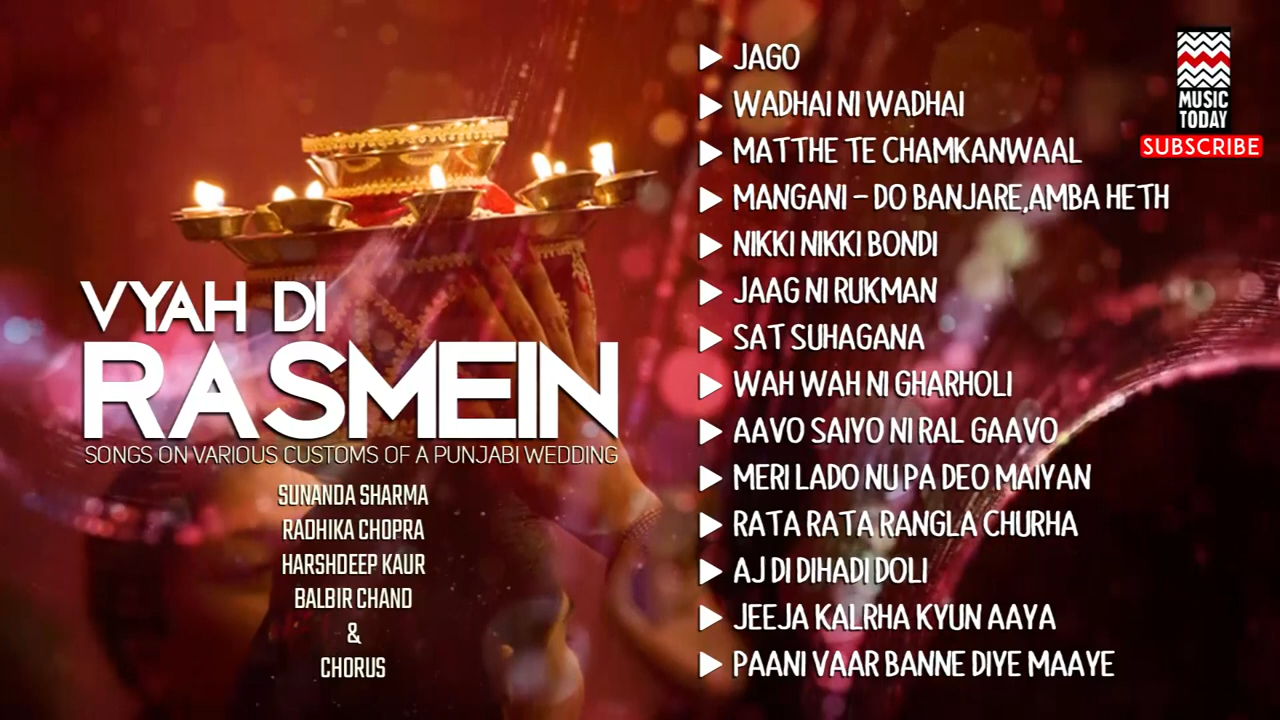 VYAH DI
RASMEIN
SONGS ON VARIOUS CUSTOMS OF A PUNJABI WEDDING
SUNANDA SHARMA
RADHIKA CHOPRA
HARSHDEEP KAUR
BALBIR CHAND
&
CHORUS
JAGO
WADHAI NI WADHAI
MATTHE TE CHAMKANWAAL
MANGANI - DO BANJARE,AMBA HETH
NIKKI NIKKI BONDI
JAAG NI RUKMAN
SAT SUHAGANA
WAH WAH NI GHARHOLI
AAVO SAIYO NI RAL GAAVO
MERI LADO NU PA DEO MAIYAN
RATA RATA RANGLA CHURHA
AJ DI DIHADI DOLI
JEEJA KALRHA KYUN AAYA
PAANI VAAR BANNE DIYE MAAYE
MUSIC
TODAY
SUBSCRIBE